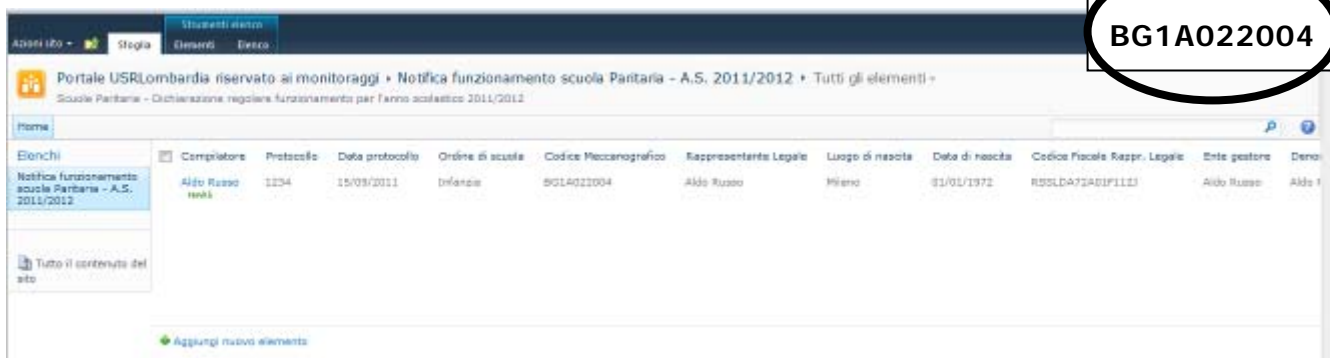 BG1A022004
Strumenti elenco
Azioni sito
Sfoglia
Elementi
Elenco
Portale USRLombardia riservato ai monitoraggi › Notifica funzionamento scuola Paritaria - A.S. 2011/2012 › Tutti gli elementi
Scuole Paritarie - Dichiarazione regolare funzionamento per l'anno scolastico 2011/2012
Home
Elenchi
Notifica funzionamento
scuola Paritaria - A.S.
2011/2012
Tutto il contenuto del
sito
Compilatore Protocollo Data protocollo Ordine di scuola Codice Meccanografico Rappresentante Legale Luogo di nascita Data di nascita Codice Fiscale Rappr. Legale Ente gestore Deno
Aldo Russo 1234 15/09/2011 Infanzia BG1A022004 Aldo Russo Milano 01/01/1972 Aldo Russo Aldo
Aggiungi nuovo elemento